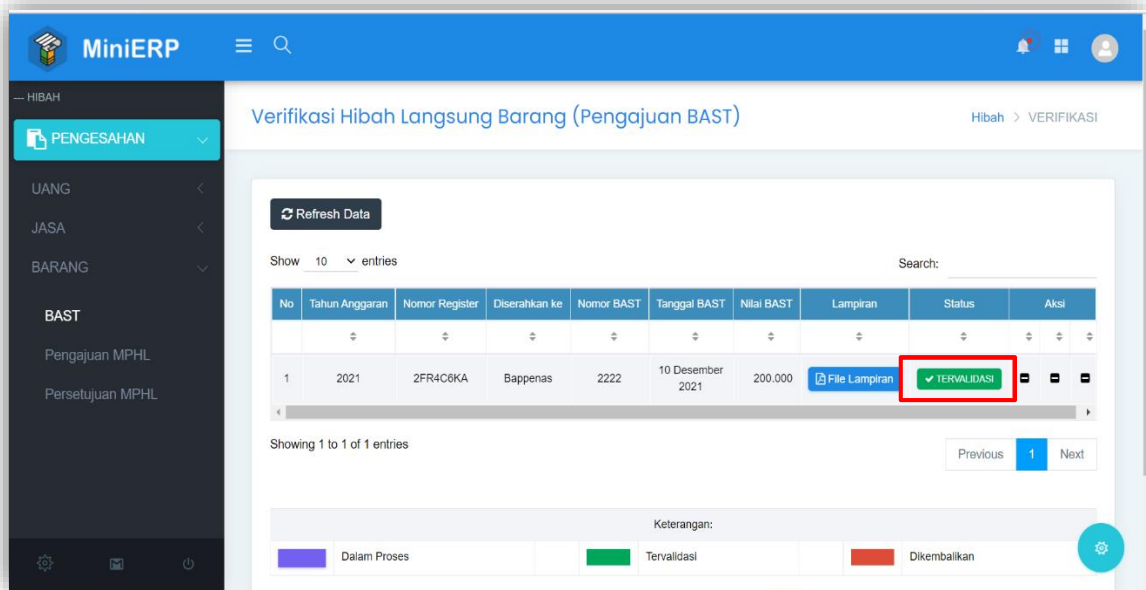 MiniERP
— HIBAH
PENGESAHAN
UANG
JASA
BARANG
BAST
Pengajuan MPHL
Persetujuan MPHL
Verifikasi Hibah Langsung Barang (Pengajuan BAST)
Hibah > VERIFIKASI
Refresh Data
Show 10 entries
Search:
No Tahun Anggaran Nomor Register Diserahkan ke Nomor BAST Tanggal BAST Nilai BAST Lampiran Status Aksi
1 2021 2FR4C6KA Bappenas 2222 10 Desember 2021 200.000 File Lampiran TERVALIDASI
Showing 1 to 1 of 1 entries
Previous 1 Next
Keterangan:
Dalam Proses Tervalidasi Dikembalikan